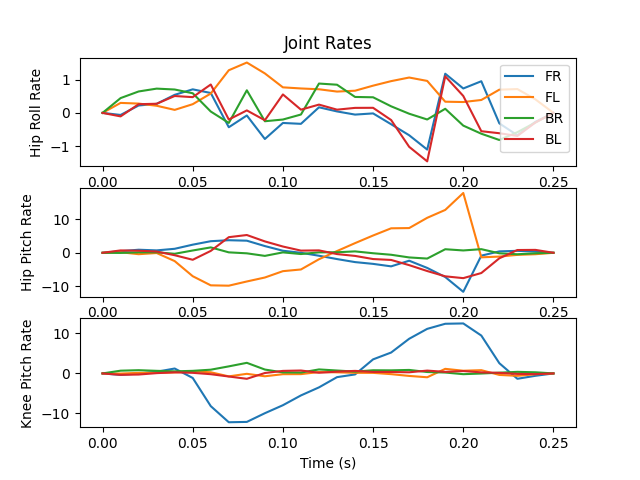 Joint Rates
Hip Roll Rate
1
0
−1
FR
FL
BR
BL
0.00 0.05 0.10 0.15 0.20 0.25
Hip Pitch Rate
10
0
−10
0.00 0.05 0.10 0.15 0.20 0.25
Knee Pitch Rate
10
0
−10
0.00 0.05 0.10 0.15 0.20 0.25
Time (s)